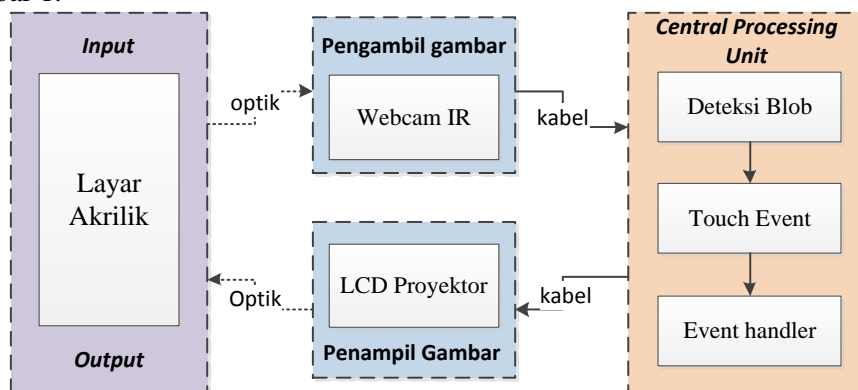 Input
Layar
Akrilik
Output
optik
Optik
Pengambil gambar
Webcam IR
LCD Proyektor
Penampil Gambar
kabel
kabel
Central Processing
Unit
Deteksi Blob
Touch Event
Event handler